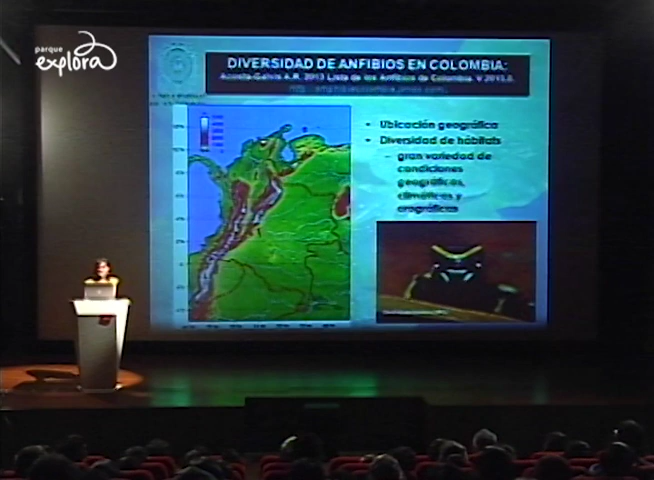 parque
explora
DIVERSIDAD DE ANFIBIOS EN COLOMBIA:
Acosta-Galvis A.R. 2013 Lista de los Anfibios de Colombia. V 2013.0.
• Ubicación geográfica
• Diversidad de hábitats
– gran variedad de
condiciones
geográficas,
climáticas y
orográficas